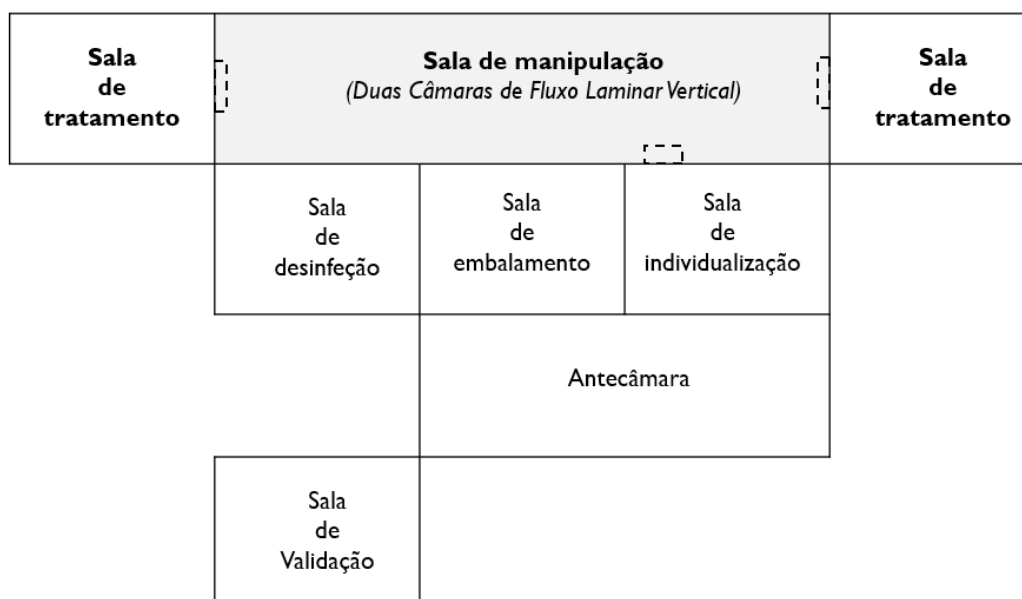 Sala
de
tratamento
Sala de manipulação
(Duas Câmaras de Fluxo Laminar Vertical)
Sala
de
tratamento
Sala
de
desinfeção
Sala
de
embalamento
Sala
de
individualização
Antecâmara
Sala
de
Validação